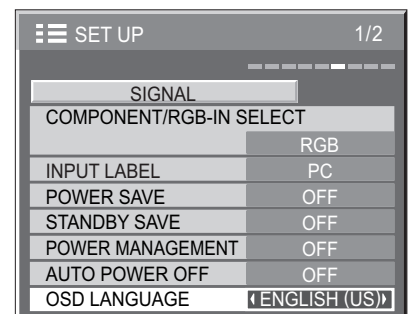 SET UP 1/2
SIGNAL
COMPONENT/RGB-IN SELECT
RGB
INPUT LABEL PC
POWER SAVE OFF
STANDBY SAVE OFF
POWER MANAGEMENT OFF
AUTO POWER OFF OFF
OSD LANGUAGE ENGLISH (US)